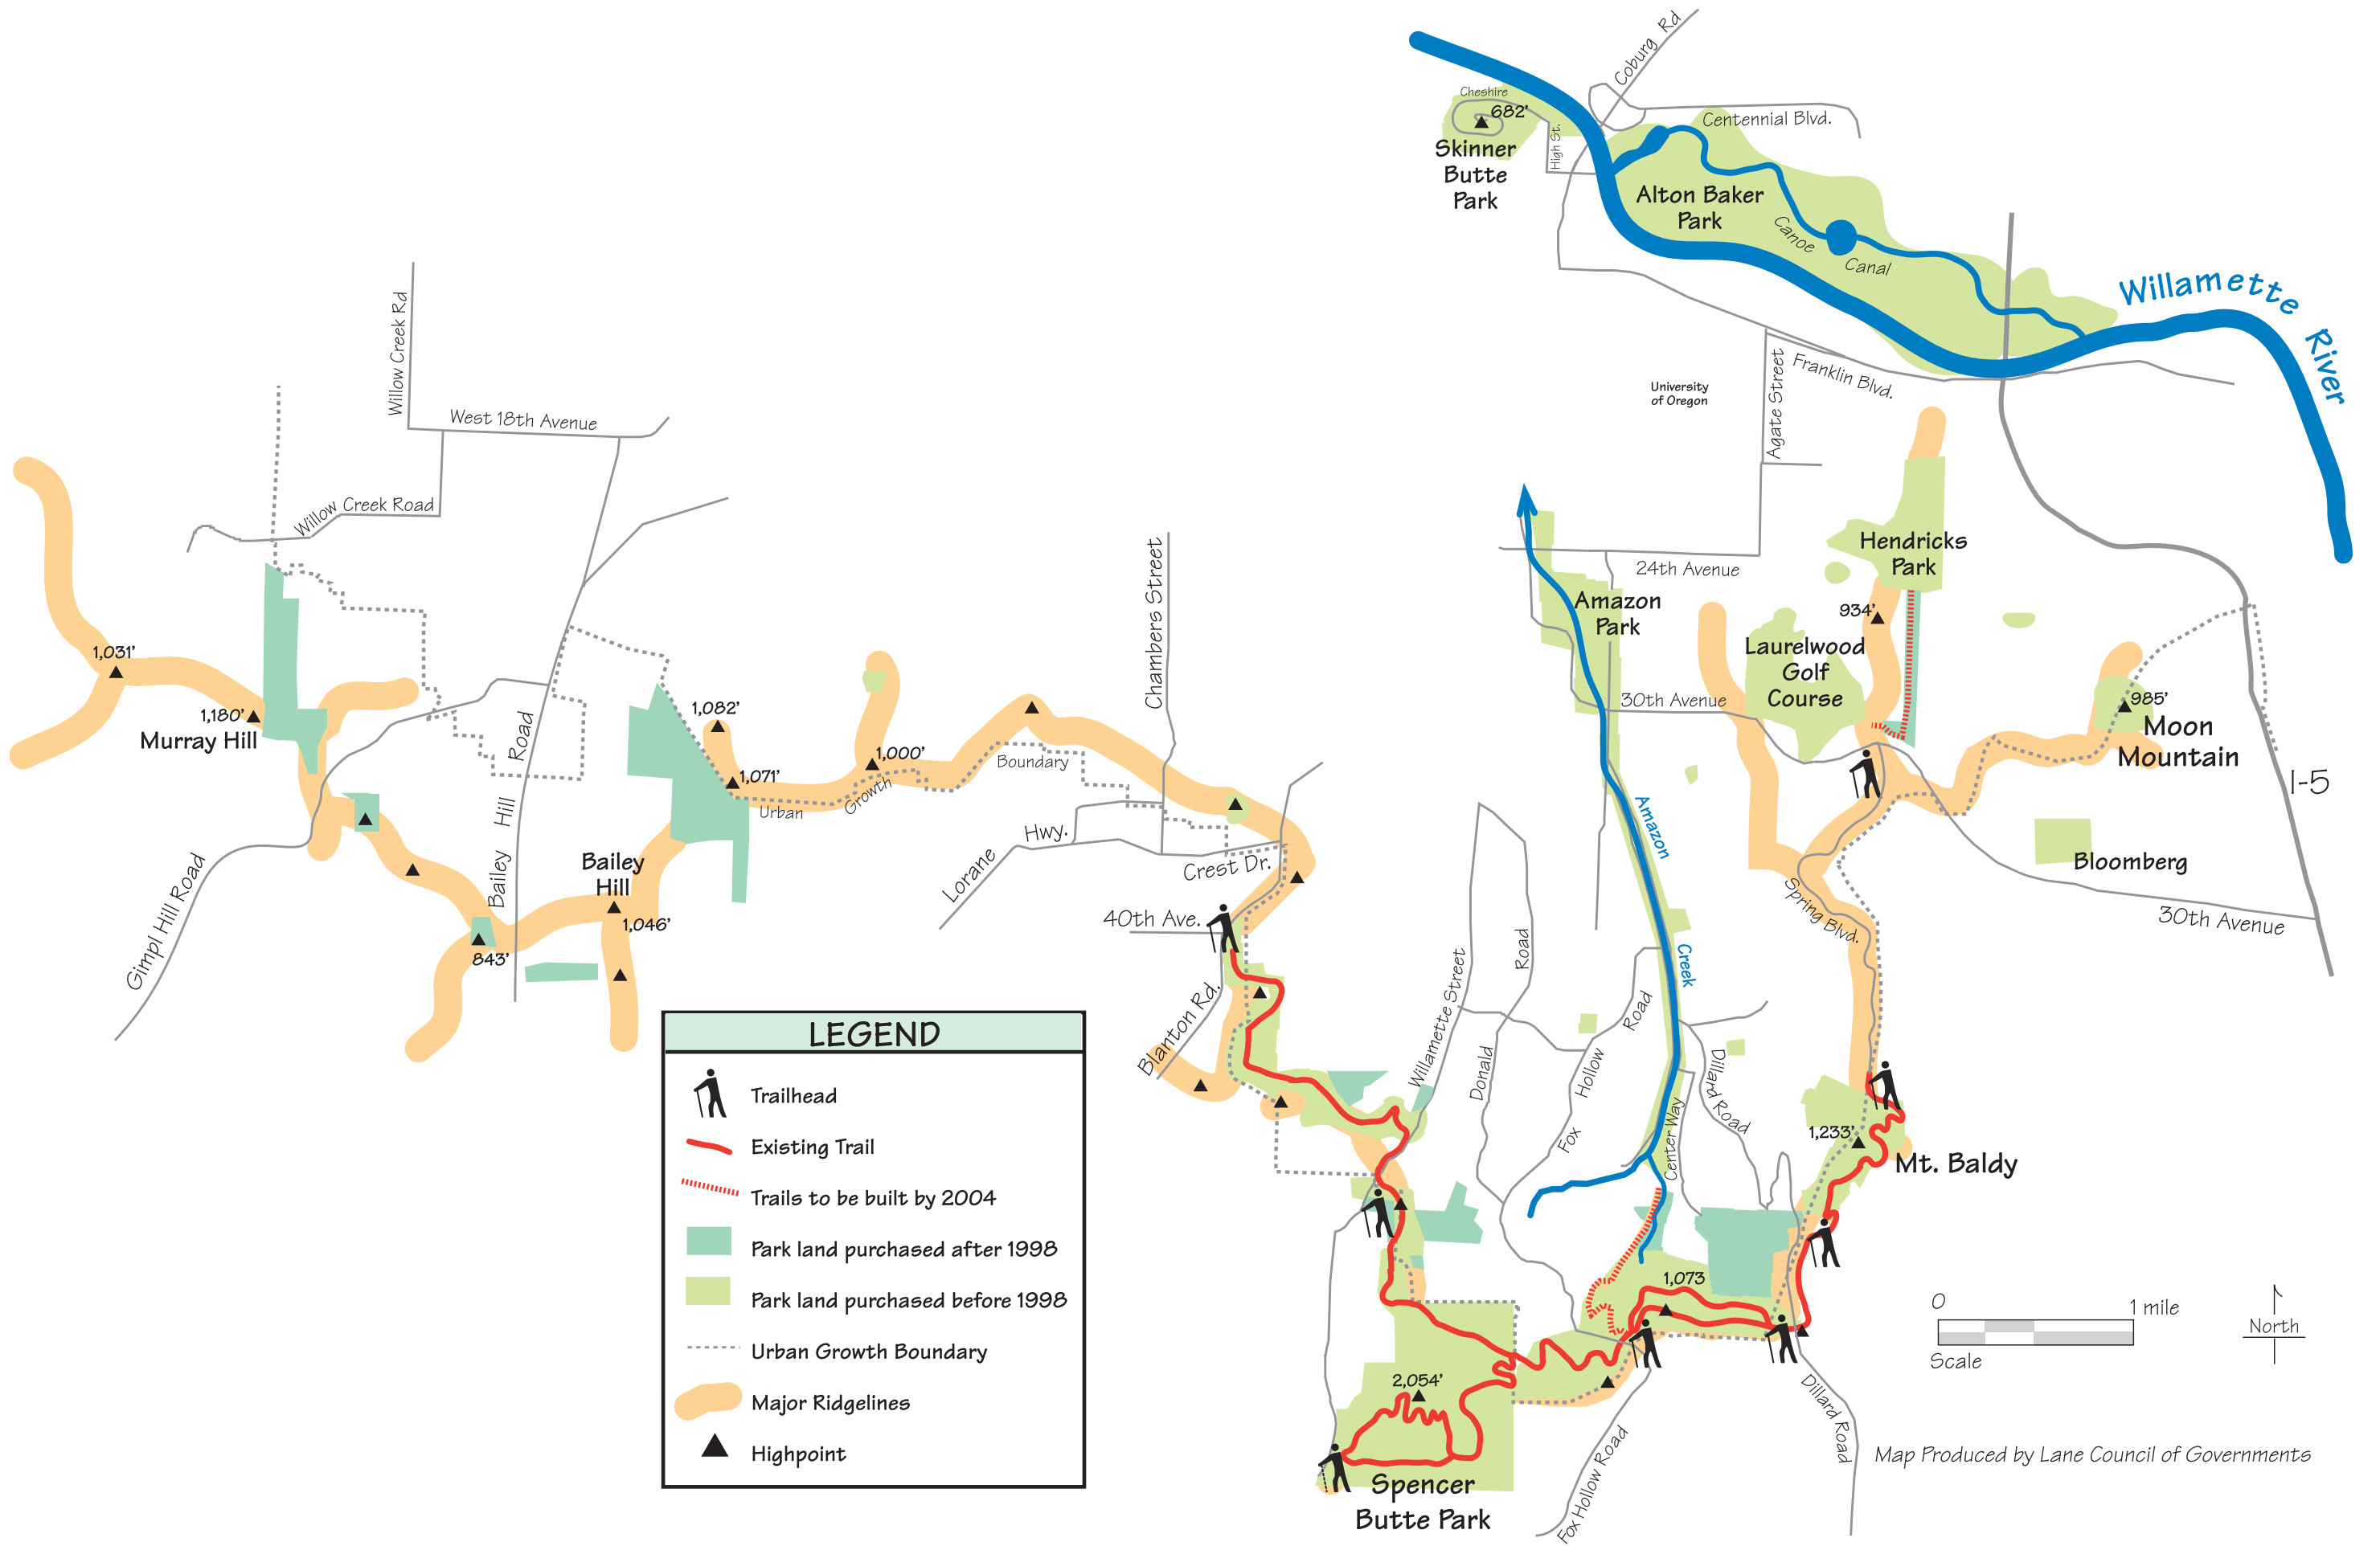 Coburg Rd
Cheshire
682'
High St.
Centennial Blvd.
Skinner
Butte
Park
Alton Baker
Park
Canoe
Canal
Willamette
River
Willow Creek Rd
West 18th Avenue
Willow Creek Road
University
of Oregon
Agate Street
Franklin Blvd.
Hendricks
Park
24th Avenue
Amazon
Park
934'
Laurelwood
Golf
Course
30th Avenue
985'
Moon
Mountain
I-5
1,031'
1,180'
Murray Hill
Bailey Hill Road
1,082'
1,071'
1,000'
Urban Growth Boundary
Chambers Street
Lorane Hwy.
Crest Dr.
Amazon Creek
Bloomberg
30th Avenue
Spring Blvd.
Gimpl Hill Road
Bailey
Hill
1,046'
843'
40th Ave.
Blanton Rd.
Willamette Street
Donald Road
Fox Hollow Road
Dillard Road
Center Way
1,233'
Mt. Baldy
1,073
2,054'
Spencer
Butte Park
Fox Hollow Road
Dillard Road
LEGEND
Trailhead
Existing Trail
Trails to be built by 2004
Park land purchased after 1998
Park land purchased before 1998
Urban Growth Boundary
Major Ridgelines
Highpoint
0
1 mile
Scale
North
Map Produced by Lane Council of Governments